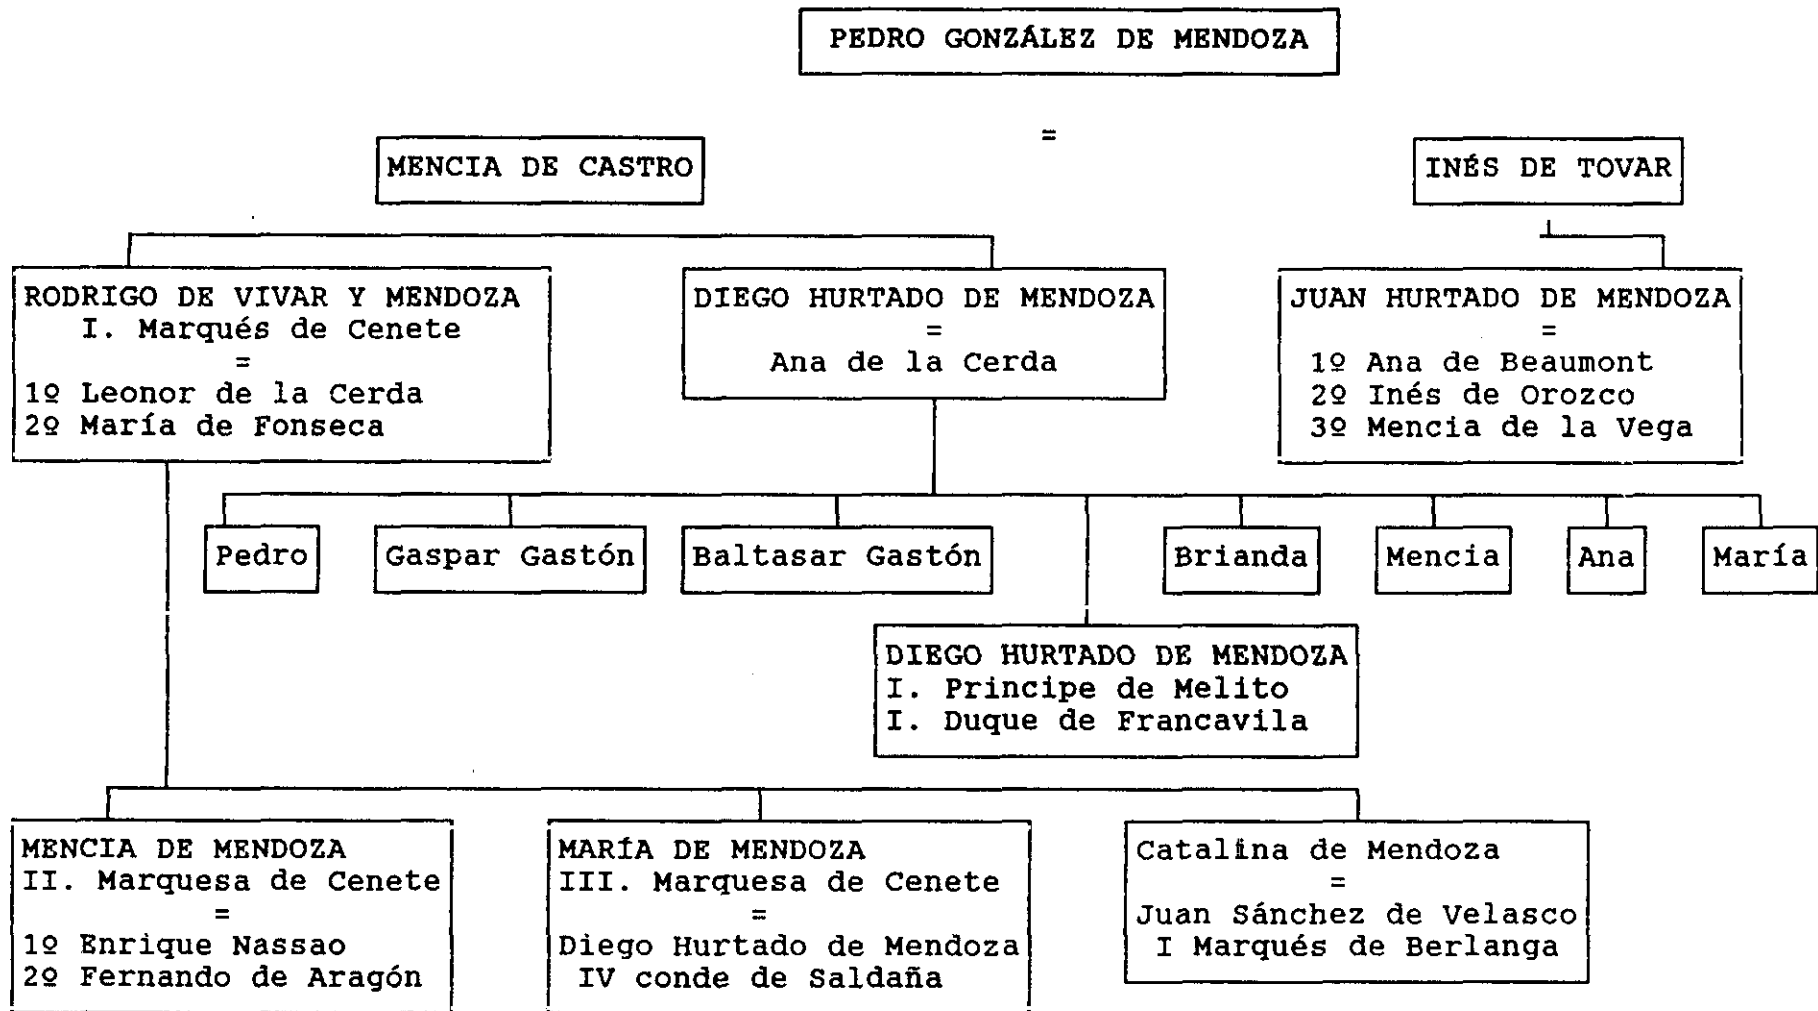 PEDRO GONZÁLEZ DE MENDOZA
=
MENCIA DE CASTRO
INÉS DE TOVAR
RODRIGO DE VIVAR Y MENDOZA
I. Marqués de Cenete
=
1º Leonor de la Cerda
2º María de Fonseca
DIEGO HURTADO DE MENDOZA
=
Ana de la Cerda
JUAN HURTADO DE MENDOZA
=
1º Ana de Beaumont
2º Inés de Orozco
3º Mencia de la Vega
Pedro
Gaspar Gastón
Baltasar Gastón
Brianda
Mencia
Ana
María
DIEGO HURTADO DE MENDOZA
I. Principe de Melito
I. Duque de Francavila
MENCIA DE MENDOZA
II. Marquesa de Cenete
=
1º Enrique Nassao
2º Fernando de Aragón
MARÍA DE MENDOZA
III. Marquesa de Cenete
=
Diego Hurtado de Mendoza
IV conde de Saldaña
Catalina de Mendoza
=
Juan Sánchez de Velasco
I Marqués de Berlanga